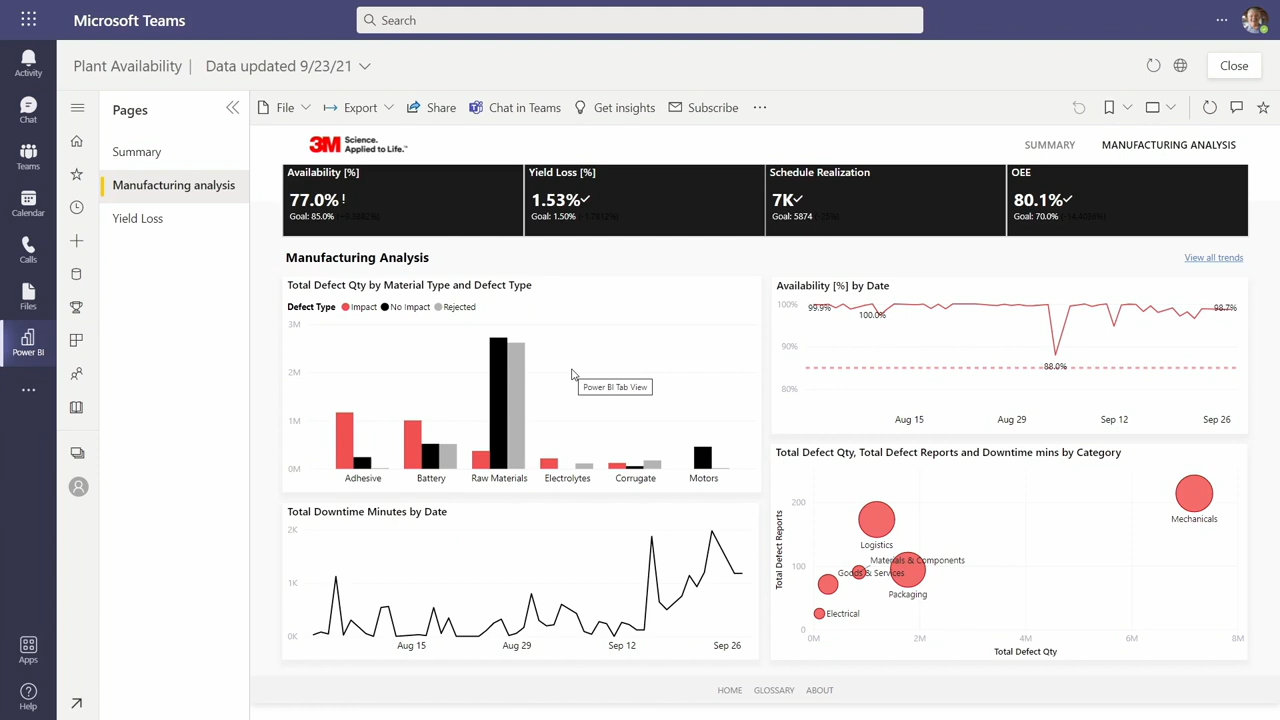 Microsoft Teams
Search
Activity
Chat
Teams
Calendar
Calls
Files
Power BI
Apps
Help
Plant Availability | Data updated 9/23/21
Close
Pages
Summary
Manufacturing analysis
Yield Loss
File Export Share Chat in Teams Get insights Subscribe
3M Science.
Applied to Life.™
SUMMARY MANUFACTURING ANALYSIS
Availability [%]
77.0%!
Goal: 85.0%
Yield Loss [%]
1.53%
Goal: 1.50%
Schedule Realization
7K
Goal: 5874
OEE
80.1%
Goal: 70.0%
Manufacturing Analysis
View all trends
Total Defect Qty by Material Type and Defect Type
Defect Type Impact No Impact Rejected
3M
2M
1M
0M
Adhesive Battery Raw Materials Electrolytes Corrugate Motors
Power BI Tab View
Availability [%] by Date
100%
90%
80%
99.9%
100.0%
88.0%
98.7%
Aug 15 Aug 29 Sep 12 Sep 26
Total Downtime Minutes by Date
2K
1K
0K
Aug 15 Aug 29 Sep 12 Sep 26
Total Defect Qty, Total Defect Reports and Downtime mins by Category
Total Defect Reports
200
100
0
Mechanicals
Logistics
Materials & Components
Goods & Services
Packaging
Electrical
0M 2M 4M 6M 8M
Total Defect Qty
HOME GLOSSARY ABOUT